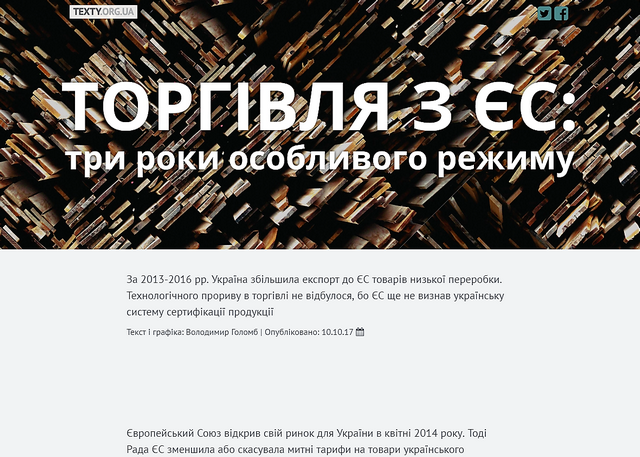 TEXTY.ORG.UA
ТОРГІВЛЯ З ЄС:
три роки особливого режиму
За 2013-2016 рр. Україна збільшила експорт до ЄС товарів низької переробки.
Технологічного прориву в торгівлі не відбулося, бо ЄС ще не визнав українську
систему сертифікації продукції
Текст і графіка: Володимир Голомб | Опубліковано: 10.10.17
Європейський Союз відкрив свій ринок для України в квітні 2014 року. Тоді
Рада ЄС зменшила або скасувала митні тарифи на товари українського